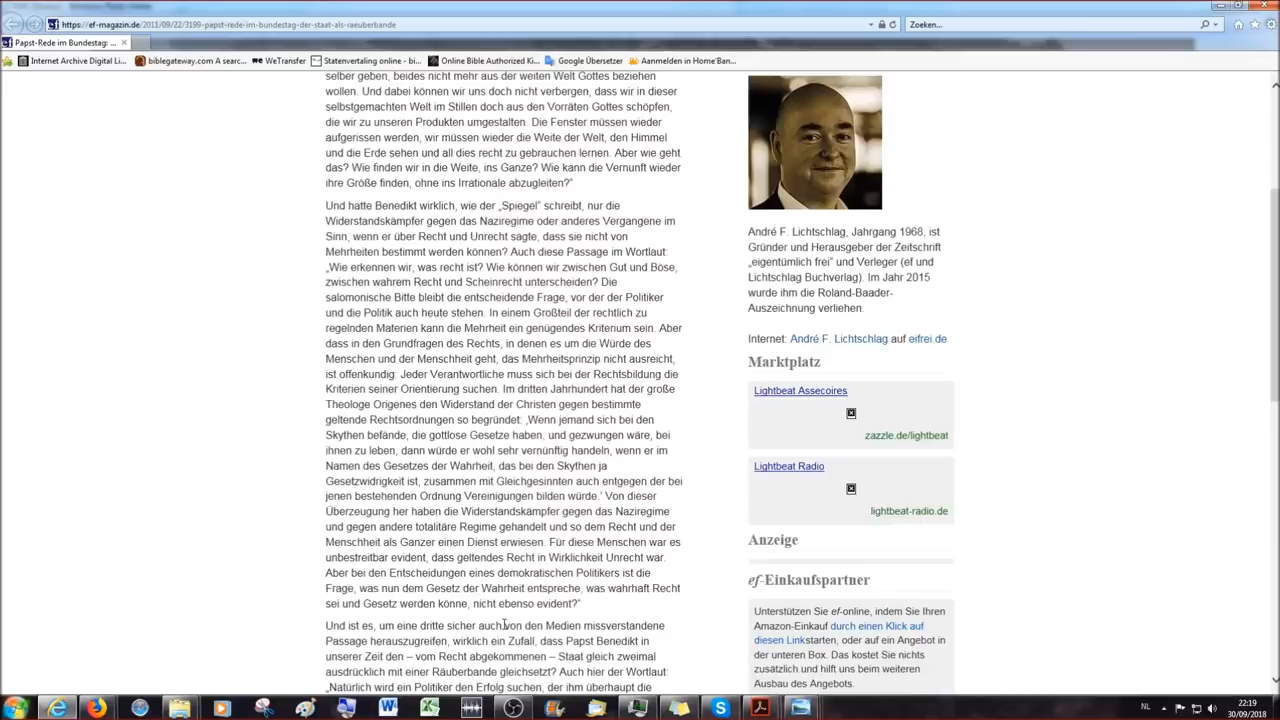 https://ef-magazin.de/2011/09/22/3199-papst-rede-im-bundestag-der-staat-als-raeuberbande
Zoeken...
Papst-Rede im Bundestag: ...
Internet Archive Digital Li...
biblegateway.com A searc...
WeTransfer
Statenvertaling online - bi...
Online Bible Authorized Ki...
Google Übersetzer
Aanmelden in Home'Ban...
selber geben, beides nicht mehr aus der weiten Welt Gottes beziehen
wollen. Und dabei können wir uns doch nicht verbergen, dass wir in dieser
selbstgemachten Welt im Stillen doch aus den Vorräten Gottes schöpfen,
die wir zu unseren Produkten umgestalten. Die Fenster müssen wieder
aufgerissen werden, wir müssen wieder die Weite der Welt, den Himmel
und die Erde sehen und all dies recht zu gebrauchen lernen. Aber wie geht
das? Wie finden wir in die Weite, ins Ganze? Wie kann die Vernunft wieder
ihre Größe finden, ohne ins Irrationale abzugleiten?“
Und hatte Benedikt wirklich, wie der „Spiegel“ schreibt, nur die
Widerstandskämpfer gegen das Naziregime oder anderes Vergangene im
Sinn, wenn er über Recht und Unrecht sagte, dass sie nicht von
Mehrheiten bestimmt werden können? Auch diese Passage im Wortlaut:
„Wie erkennen wir, was recht ist? Wie können wir zwischen Gut und Böse,
zwischen wahrem Recht und Scheinrecht unterscheiden? Die
salomonische Bitte bleibt die entscheidende Frage, vor der der Politiker
und die Politik auch heute stehen. In einem Großteil der rechtlich zu
regelnden Materien kann die Mehrheit ein genügendes Kriterium sein. Aber
dass in den Grundfragen des Rechts, in denen es um die Würde des
Menschen und der Menschheit geht, das Mehrheitsprinzip nicht ausreicht,
ist offenkundig: Jeder Verantwortliche muss sich bei der Rechtsbildung die
Kriterien seiner Orientierung suchen. Im dritten Jahrhundert hat der große
Theologe Origenes den Widerstand der Christen gegen bestimmte
geltende Rechtsordnungen so begründet: ‚Wenn jemand sich bei den
Skythen befände, die gottlose Gesetze haben, und gezwungen wäre, bei
ihnen zu leben, dann würde er wohl sehr vernünftig handeln, wenn er im
Namen des Gesetzes der Wahrheit, das bei den Skythen ja
Gesetzwidrigkeit ist, zusammen mit Gleichgesinnten auch entgegen der bei
jenen bestehenden Ordnung Vereinigungen bilden würde.‘ Von dieser
Überzeugung her haben die Widerstandskämpfer gegen das Naziregime
und gegen andere totalitäre Regime gehandelt und so dem Recht und der
Menschheit als Ganzer einen Dienst erwiesen. Für diese Menschen war es
unbestreitbar evident, dass geltendes Recht in Wirklichkeit Unrecht war.
Aber bei den Entscheidungen eines demokratischen Politikers ist die
Frage, was nun dem Gesetz der Wahrheit entspreche, was wahrhaft Recht
sei und Gesetz werden könne, nicht ebenso evident?“
Und ist es, um eine dritte sicher auch von den Medien missverstandene
Passage herauszugreifen, wirklich ein Zufall, dass Papst Benedikt in
unserer Zeit den – vom Recht abgekommenen – Staat gleich zweimal
ausdrücklich mit einer Räuberbande gleichsetzt? Auch hier der Wortlaut:
„Natürlich wird ein Politiker den Erfolg suchen, der ihm überhaupt die
André F. Lichtschlag, Jahrgang 1968, ist
Gründer und Herausgeber der Zeitschrift
„eigentümlich frei“ und Verleger (ef und
Lichtschlag Buchverlag). Im Jahr 2015
wurde ihm die Roland-Baader-
Auszeichnung verliehen.
Internet: André F. Lichtschlag auf eifrei.de
Marktplatz
Lightbeat Assecoires
zazzle.de/lightbeat
Lightbeat Radio
lightbeat-radio.de
Anzeige
ef-Einkaufspartner
Unterstützen Sie ef-online, indem Sie Ihren
Amazon-Einkauf durch einen Klick auf
diesen Linkstarten, oder auf ein Angebot in
der unteren Box. Das kostet Sie nichts
zusätzlich und hilft uns beim weiteren
Ausbau des Angebots.
NL
22:19
30/09/2018